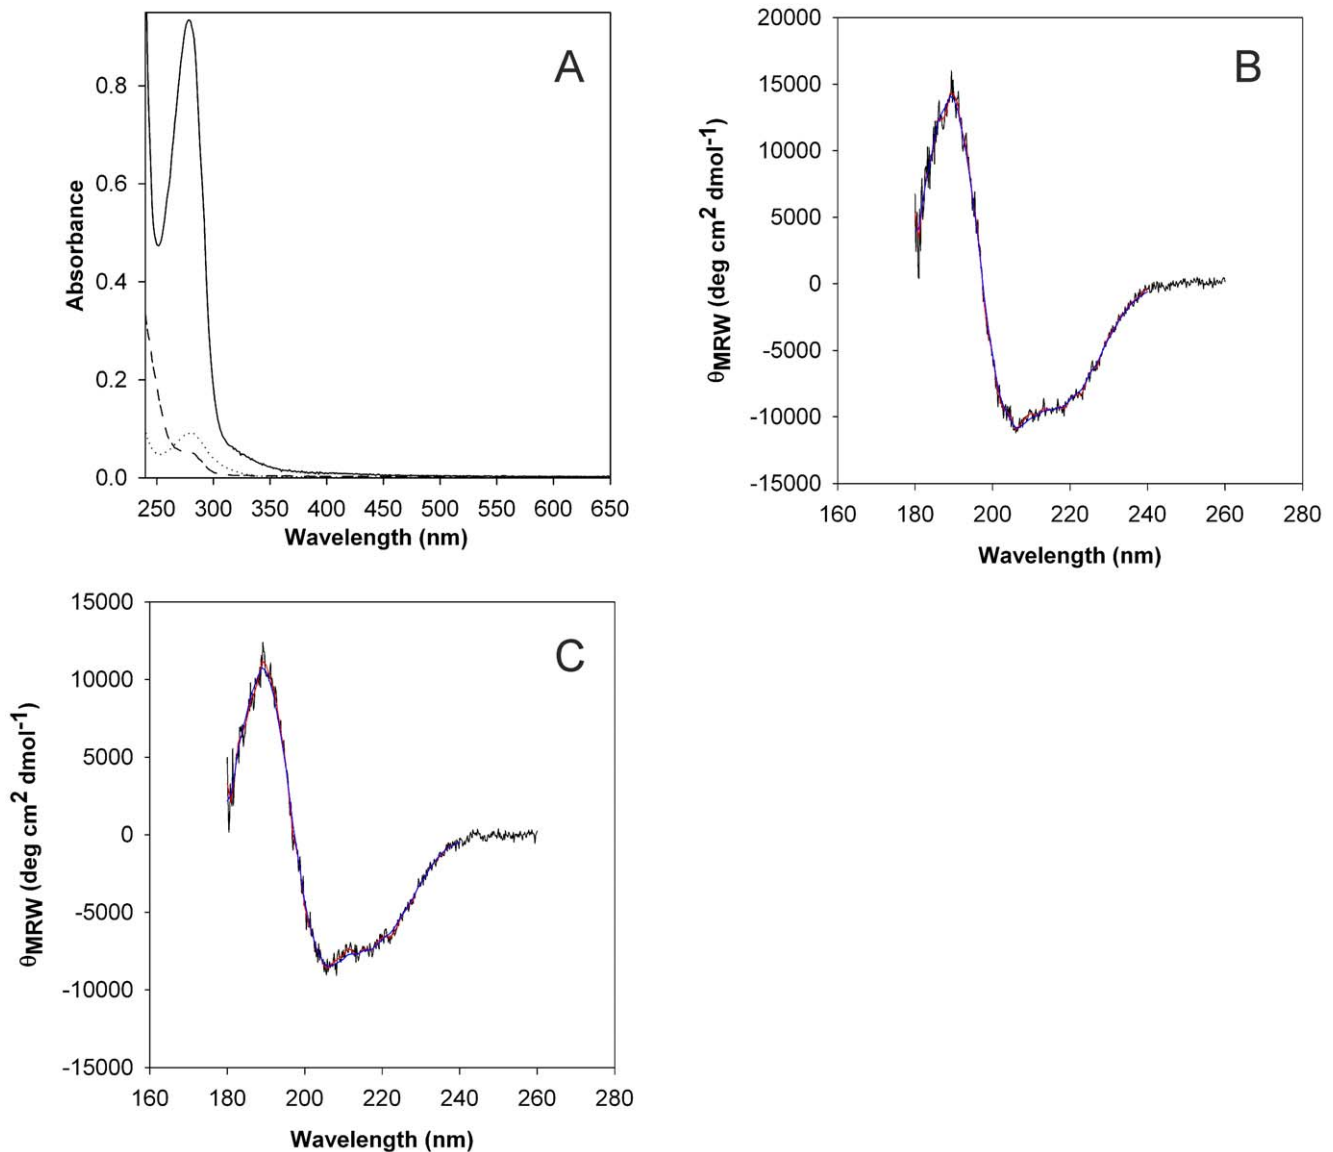 A
0.8
0.6
0.4
0.2
0.0
Absorbance
250 300 350 400 450 500 550 600 650
Wavelength (nm)
B
20000
15000
10000
5000
0
-5000
-10000
-15000
θMRW (deg cm2 dmol-1)
160 180 200 220 240 260 280
Wavelength (nm)
C
15000
10000
5000
0
-5000
-10000
-15000
θMRW (deg cm2 dmol-1)
160 180 200 220 240 260 280
Wavelength (nm)